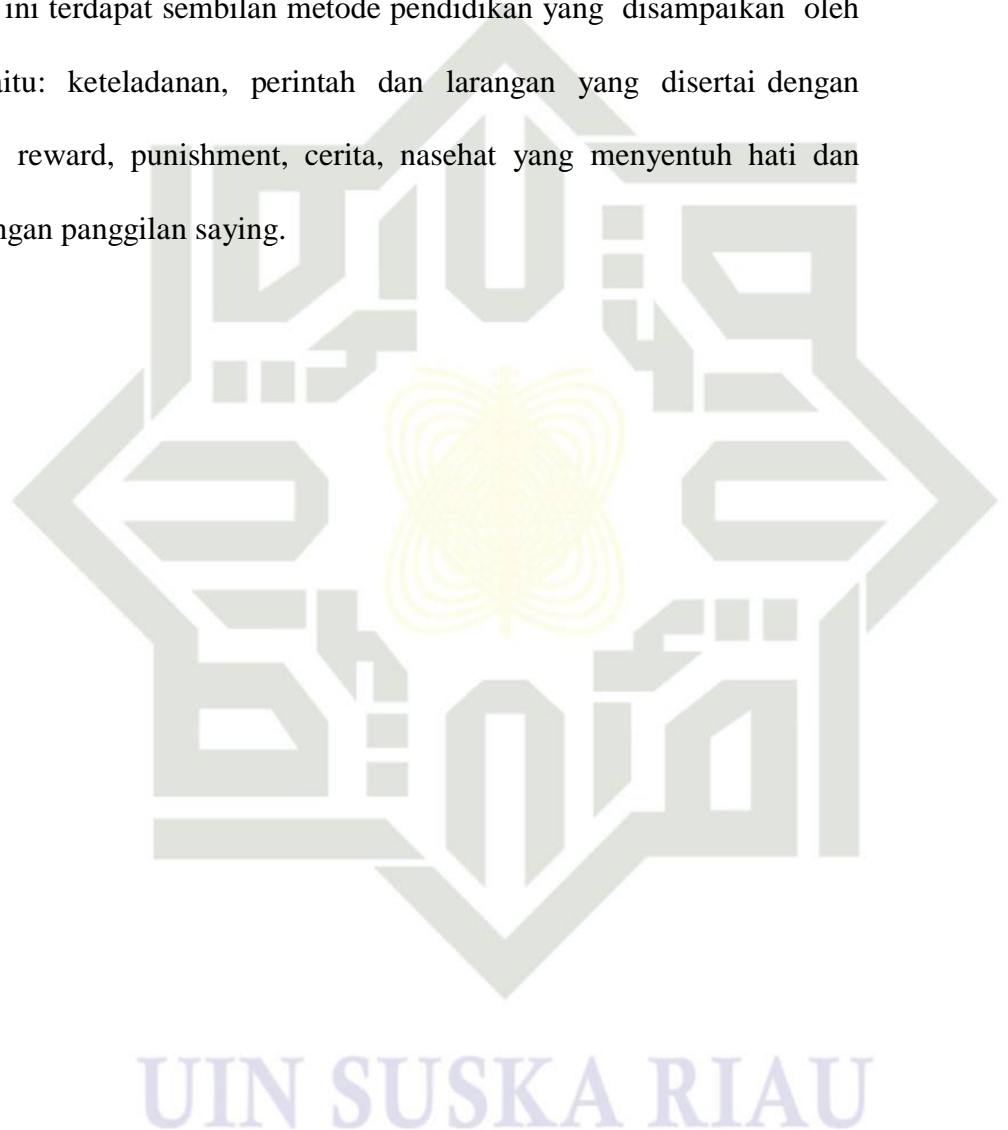 ini terdapat sembilan metode pendidikan yang disampaikan oleh
itu: keteladanan, perintah dan larangan yang disertai dengan
reward, punishment, cerita, nasehat yang menyentuh hati dan
ngan panggilan saying.
UIN SUSKA RIAU